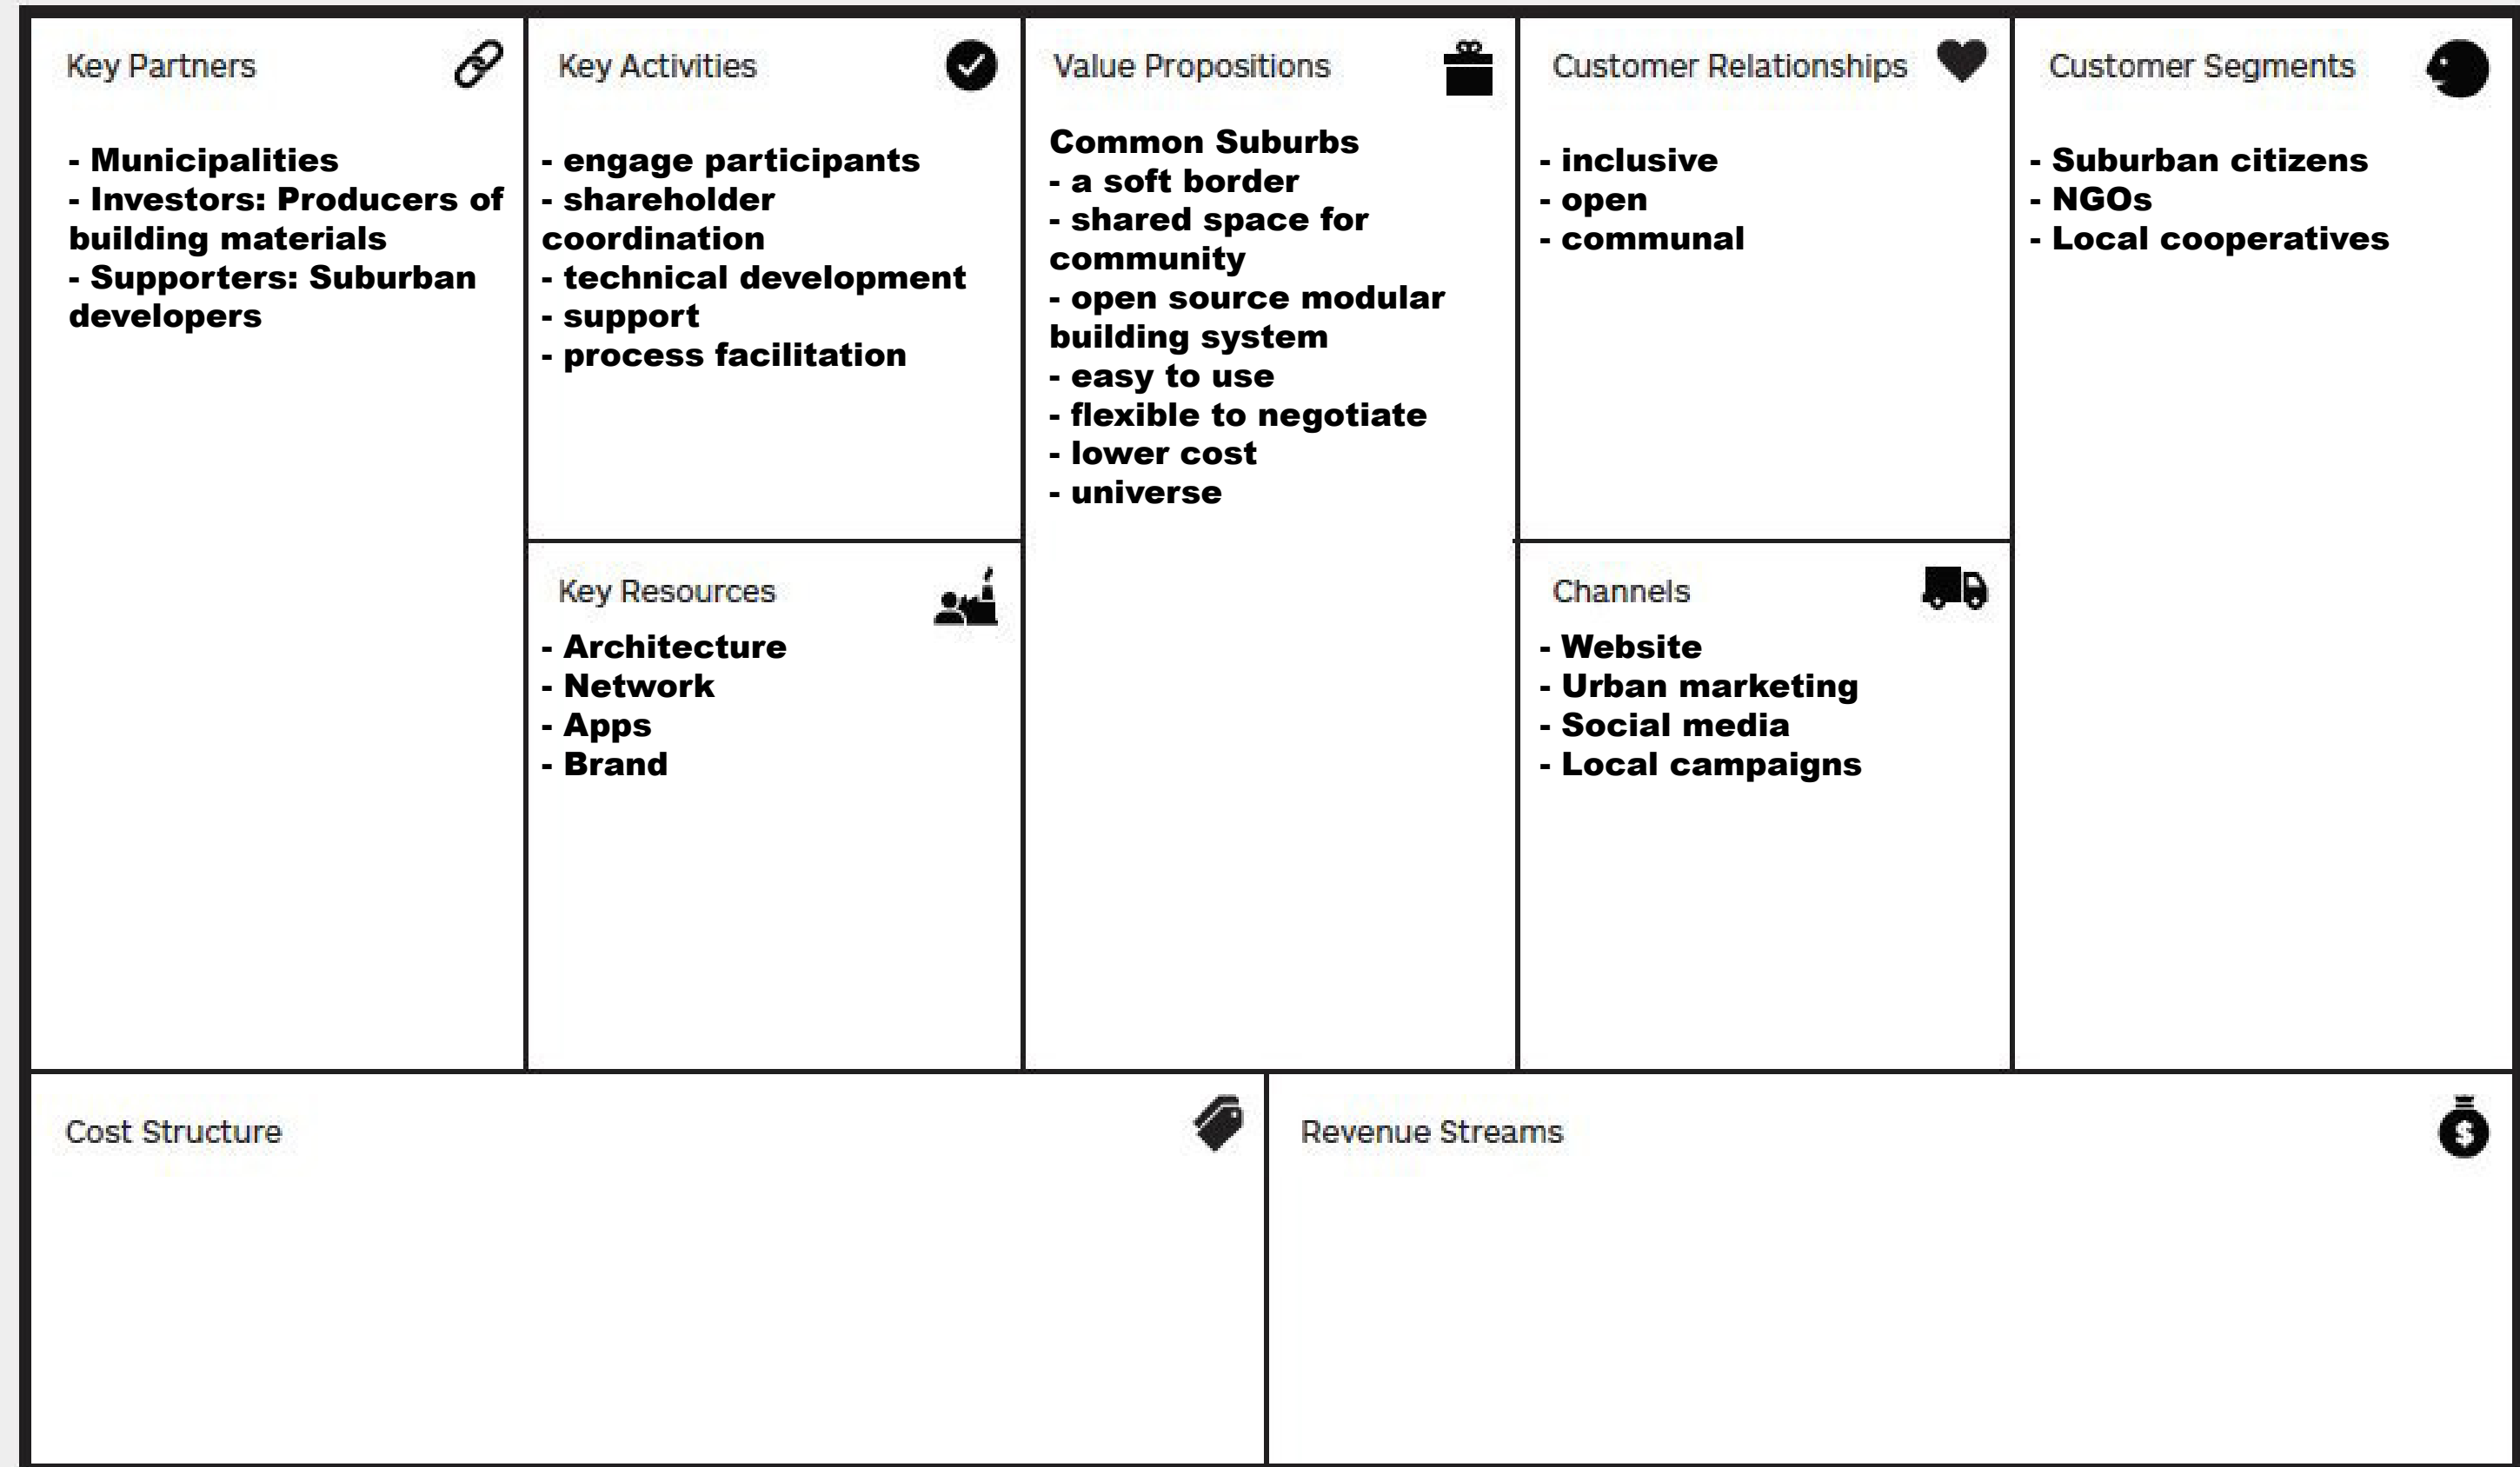 Key Partners
- Municipalities
- Investors: Producers of
building materials
- Supporters: Suburban
developers
Key Activities
- engage participants
- shareholder
coordination
- technical development
- support
- process facilitation
Key Resources
- Architecture
- Network
- Apps
- Brand
Value Propositions
Common Suburbs
- a soft border
- shared space for
community
- open source modular
building system
- easy to use
- flexible to negotiate
- lower cost
- universe
Customer Relationships
- inclusive
- open
- communal
Channels
- Website
- Urban marketing
- Social media
- Local campaigns
Customer Segments
- Suburban citizens
- NGOs
- Local cooperatives
Cost Structure
Revenue Streams
$